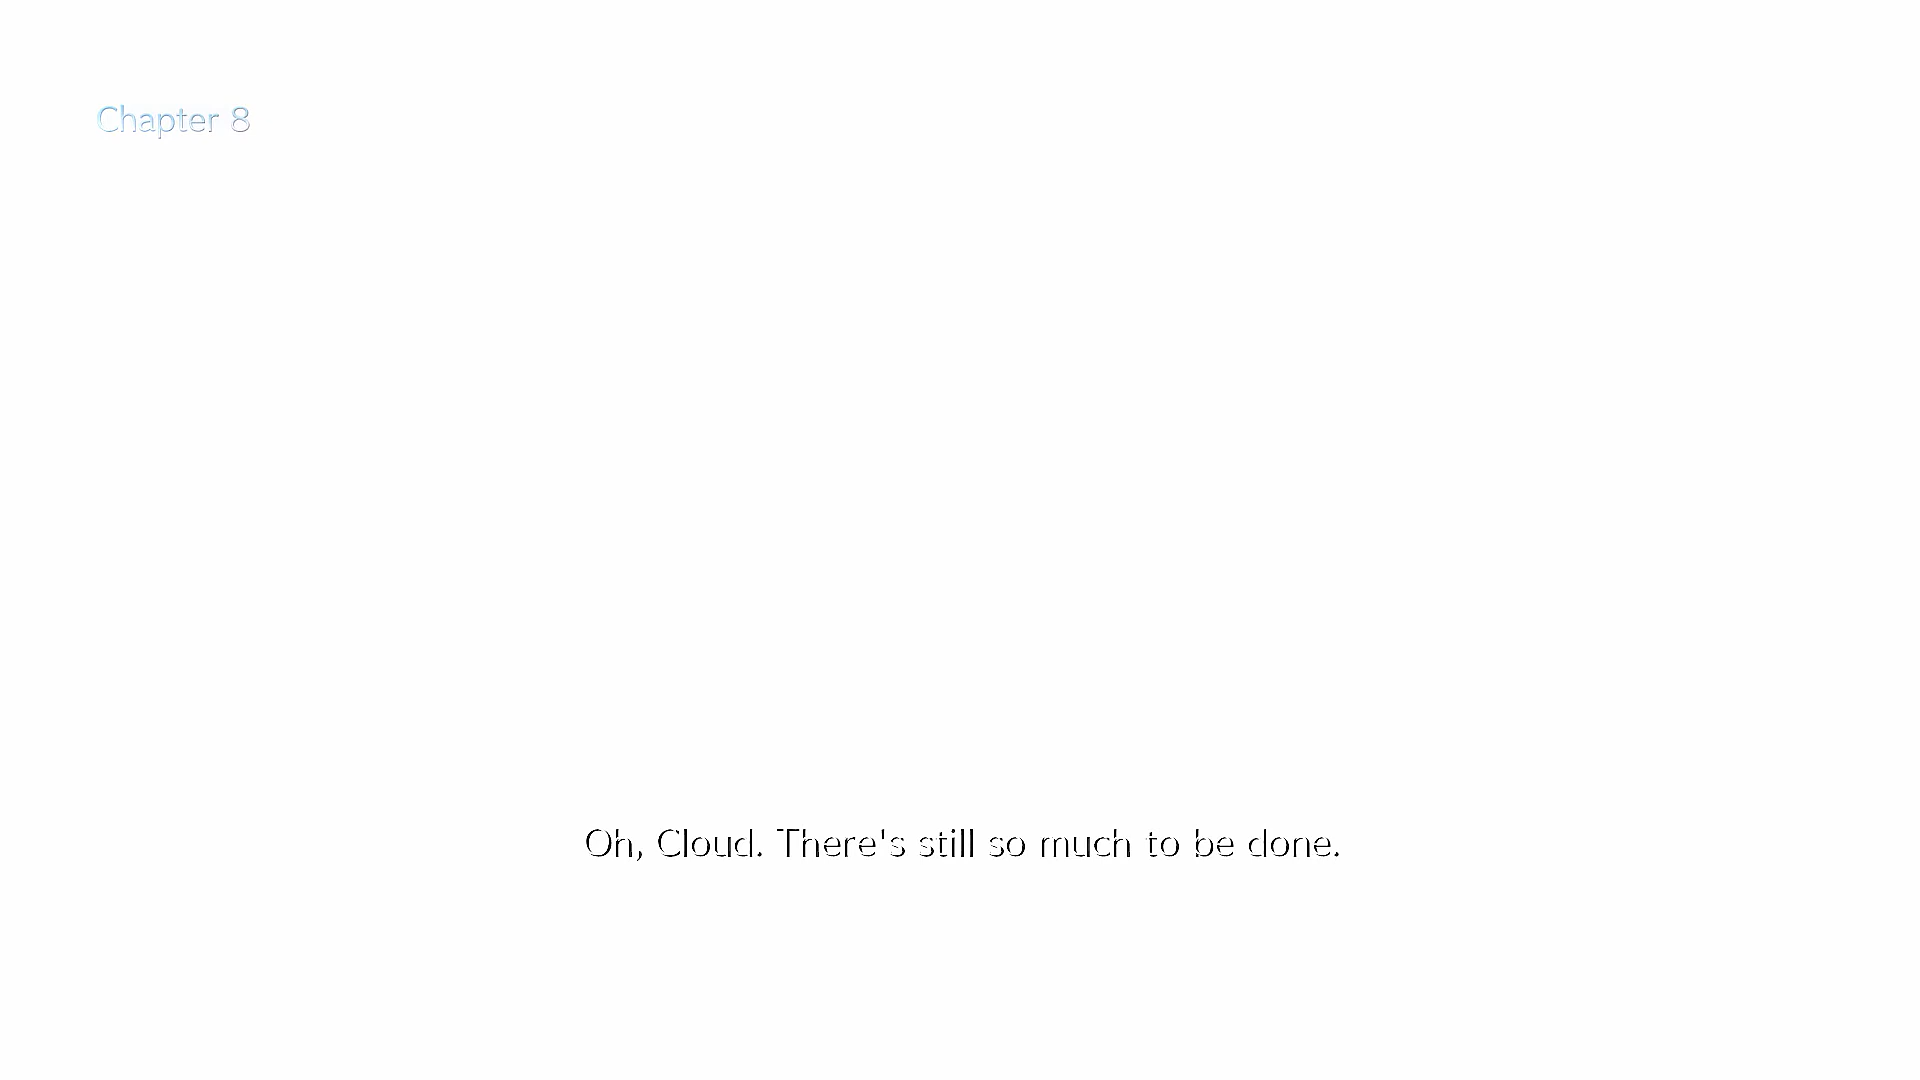 Chapter 8
Oh, Cloud. There's still so much to be done.